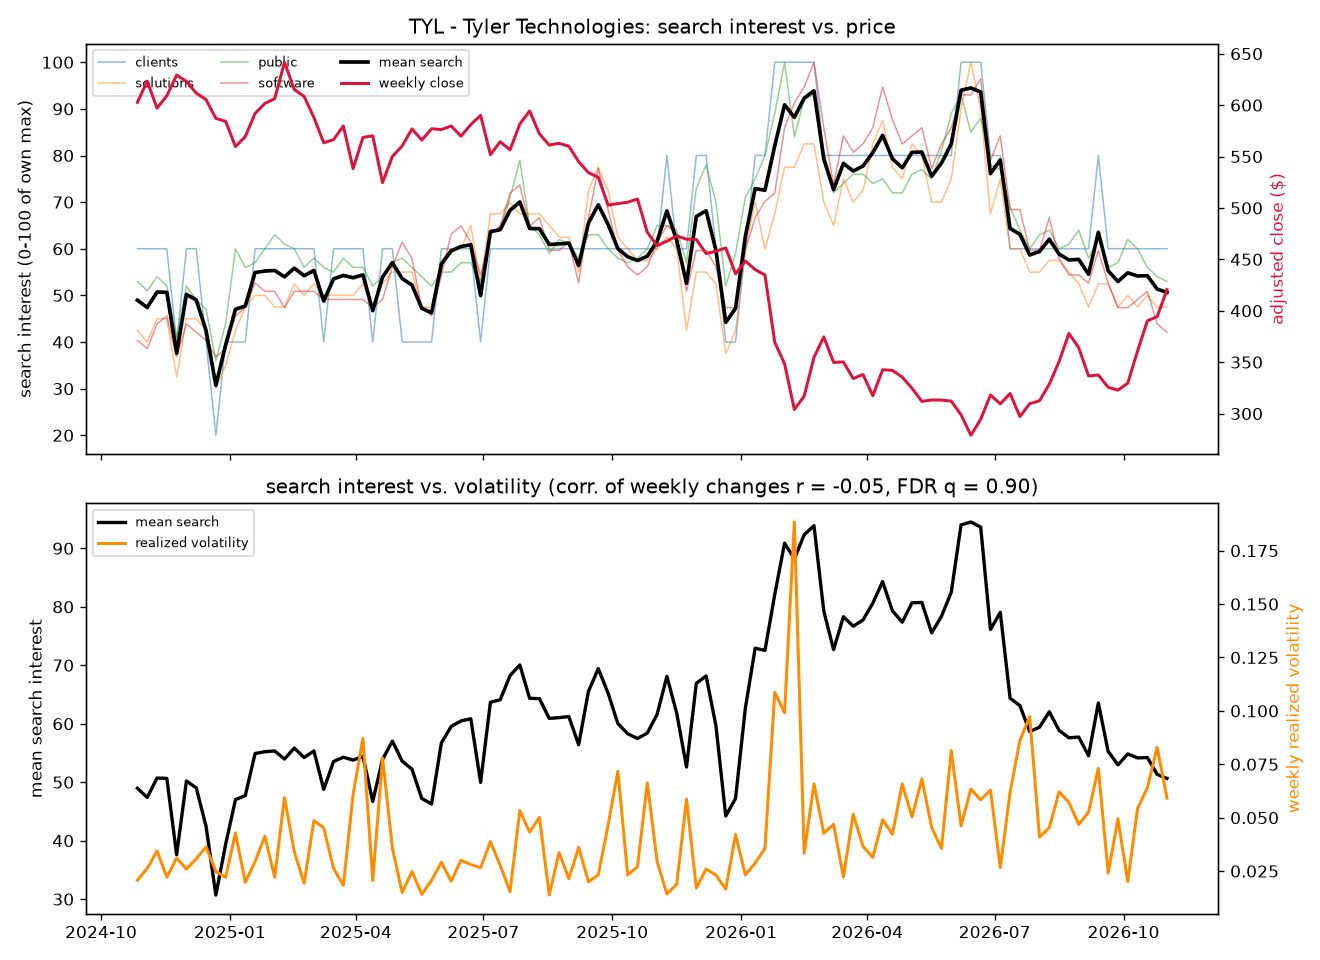 TYL - Tyler Technologies: search interest vs. price
clients
solutions
public
software
mean search
weekly close
search interest (0-100 of own max)
100
90
80
70
60
50
40
30
20
650
600
550
500
450
400
350
300
adjusted close ($)
search interest vs. volatility (corr. of weekly changes r = -0.05, FDR q = 0.90)
mean search
realized volatility
mean search interest
90
80
70
60
50
40
30
0.175
0.150
0.125
0.100
0.075
0.050
0.025
weekly realized volatility
2024-10
2025-01
2025-04
2025-07
2025-10
2026-01
2026-04
2026-07
2026-10